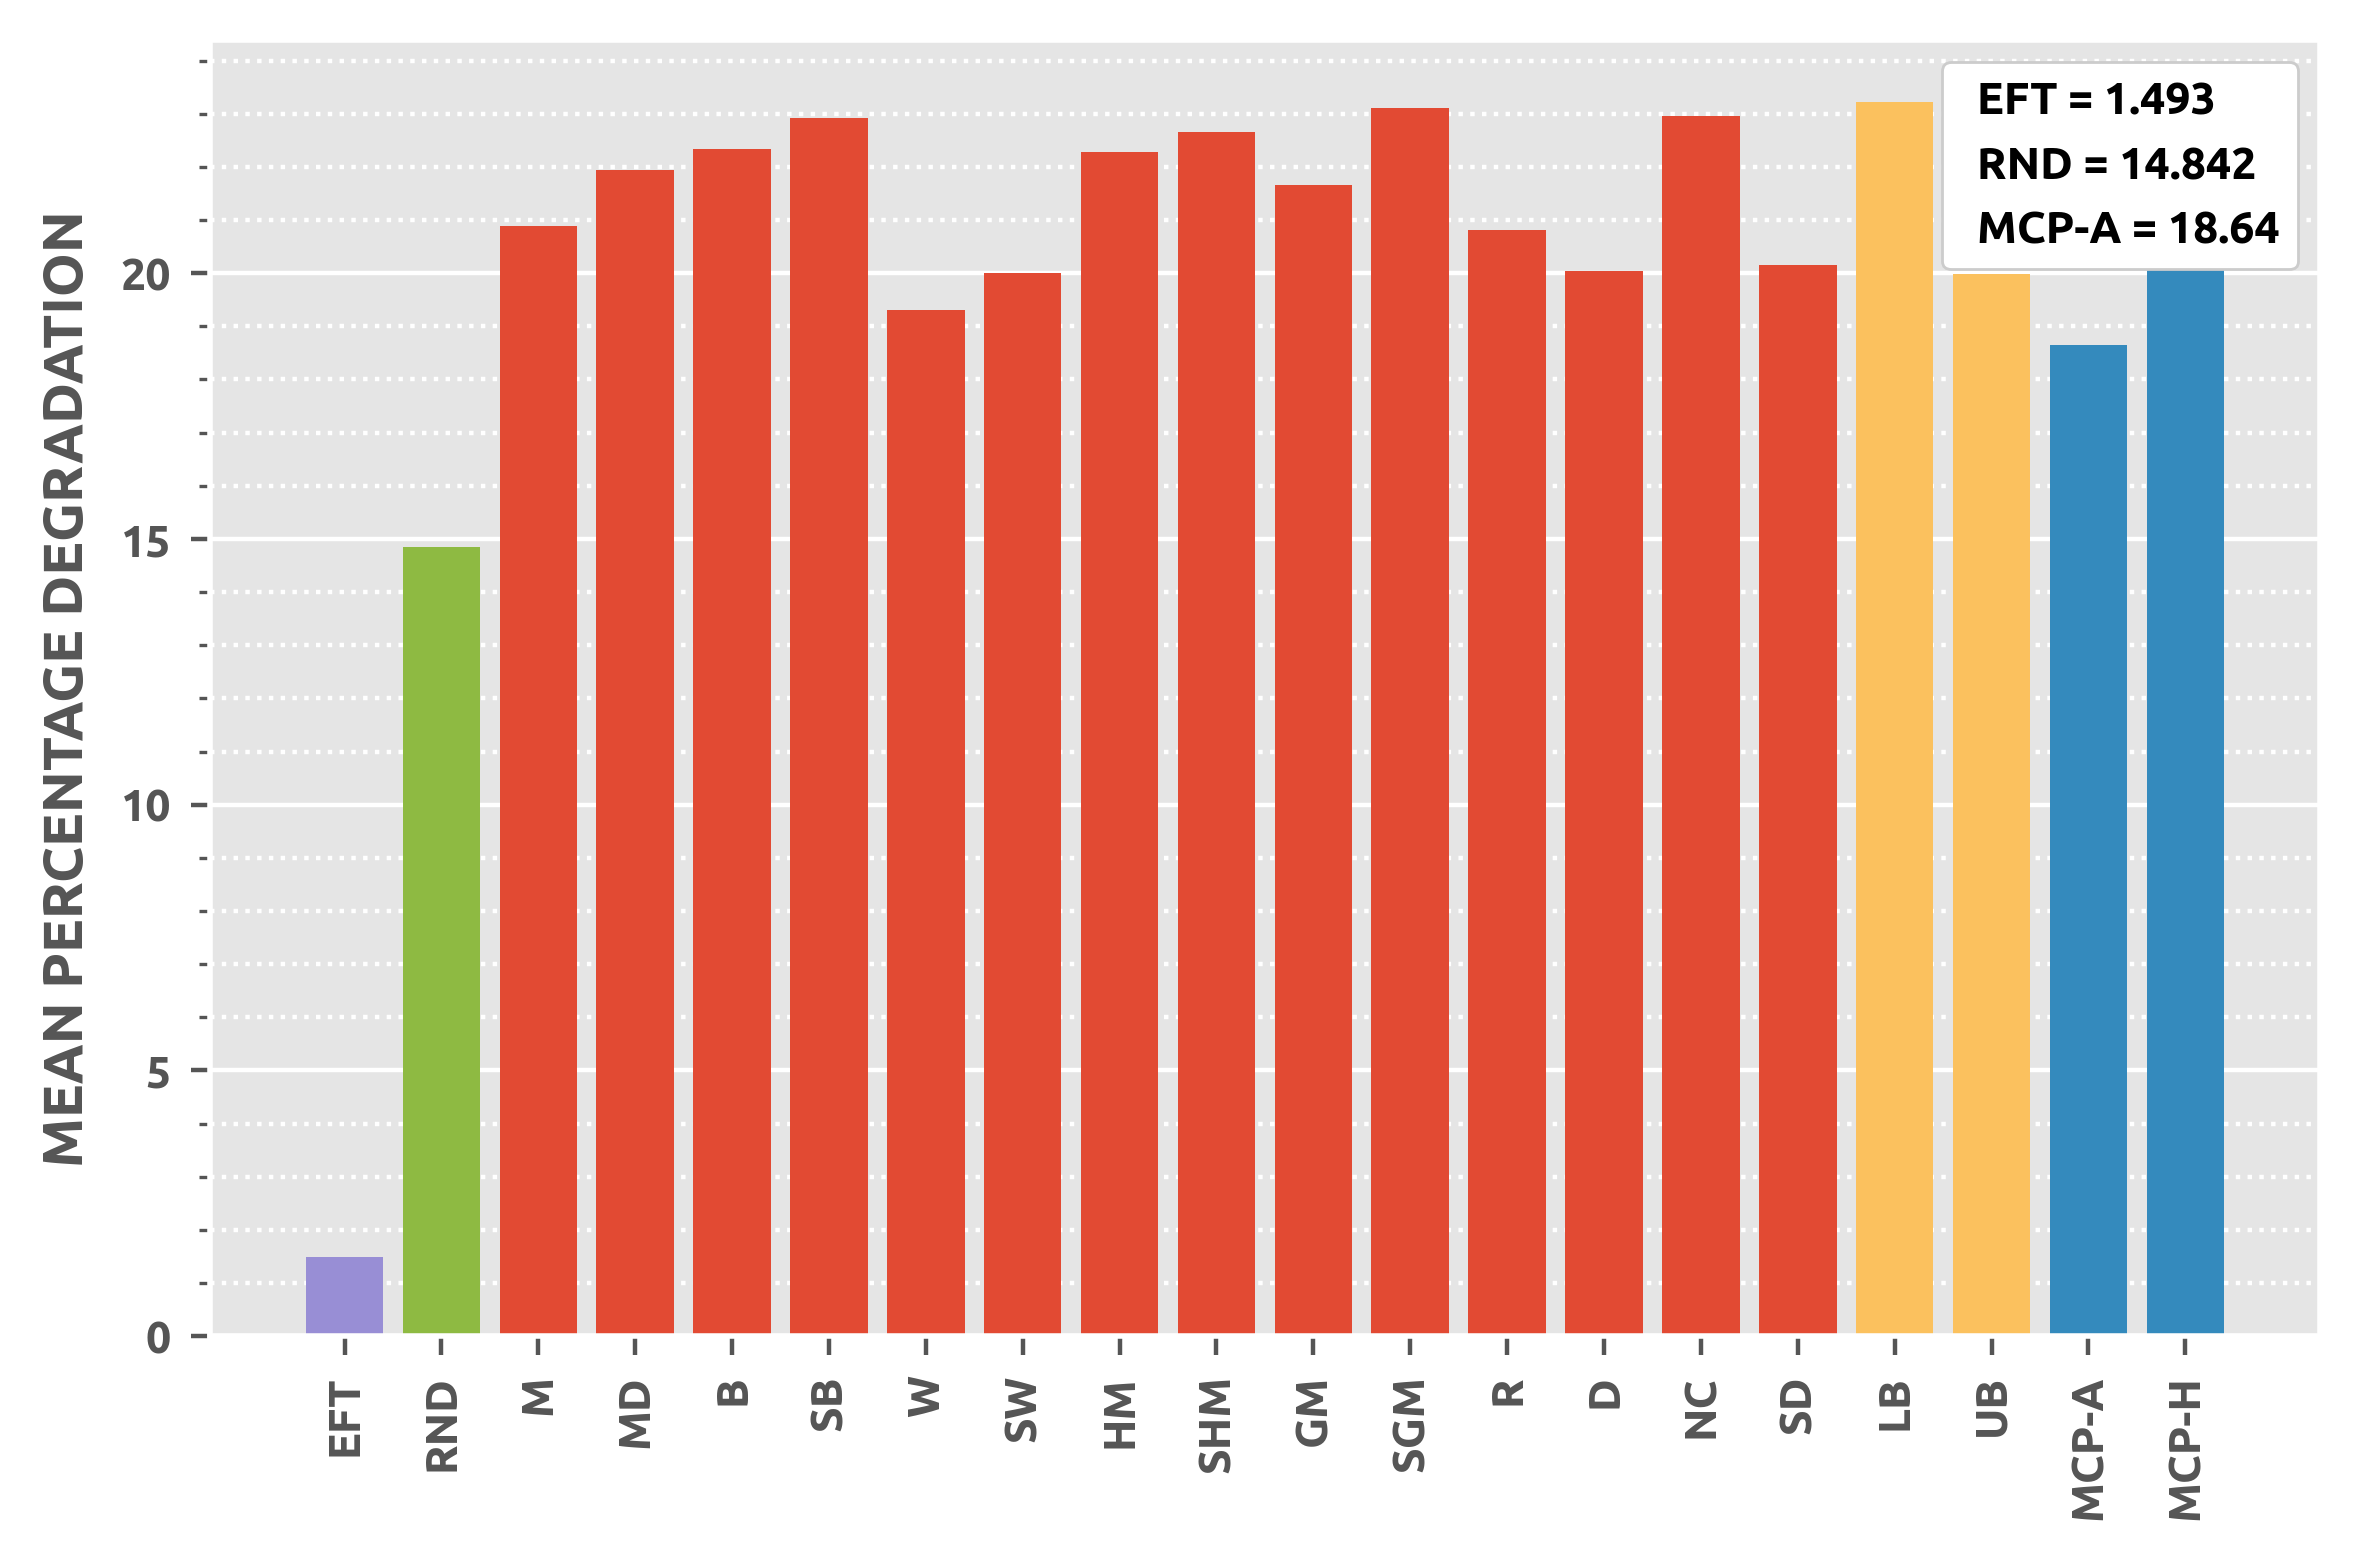 MEAN PERCENTAGE DEGRADATION
20
15
10
5
0
EFT = 1.493
RND = 14.842
MCP-A = 18.64
EFT
RND
M
MD
B
SB
W
SW
HM
SHM
GM
SGM
R
D
NC
SD
LB
UB
MCP-A
MCP-H